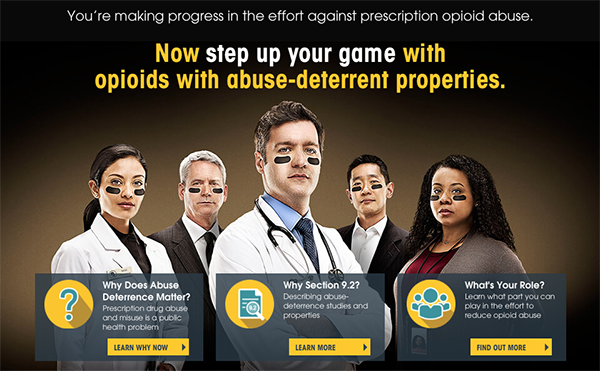 You're making progress in the effort against prescription opioid abuse.
Now step up your game with
opioids with abuse-deterrent properties.
Why Does Abuse
Deterrence Matter?
Prescription drug abuse
and misuse is a public
health problem
LEARN WHY NOW
9.2
Why Section 9.2?
Describing abuse-
deterrence studies and
properties
LEARN MORE
What's Your Role?
Learn what part you can
play in the effort to
reduce opioid abuse
FIND OUT MORE